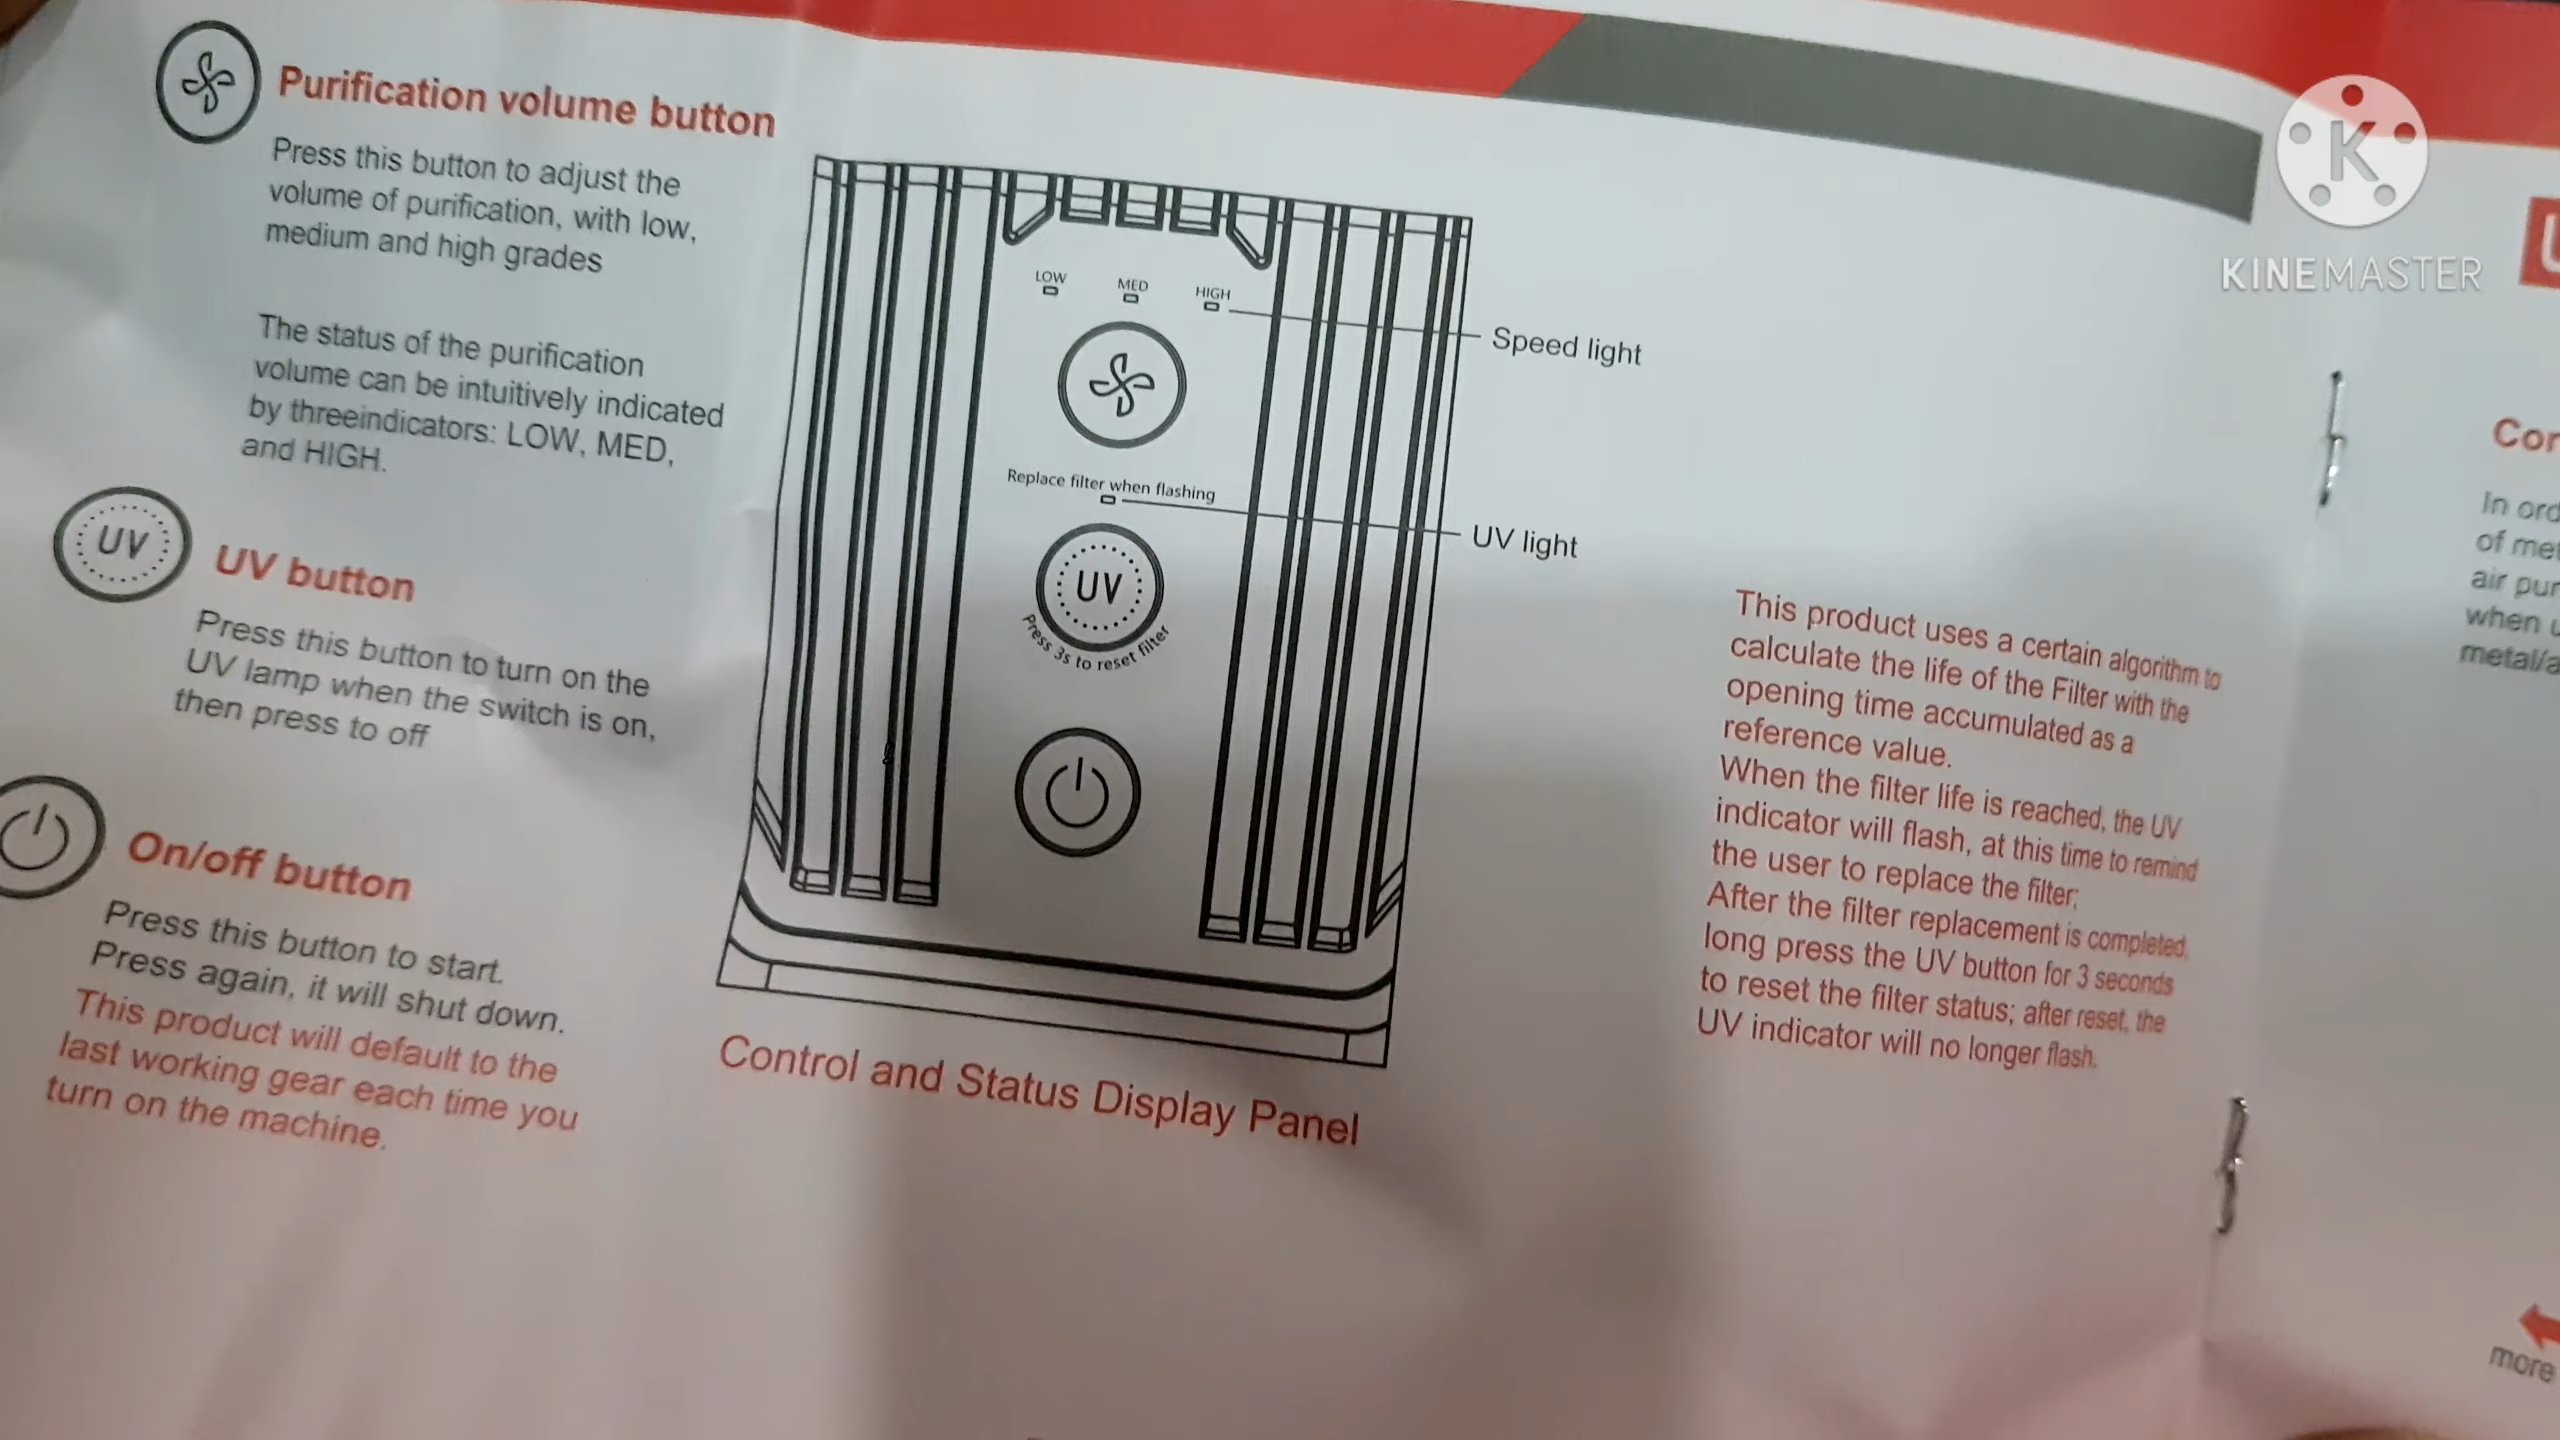 Purification volume button
Press this button to adjust the
volume of purification, with low,
medium and high grades
The status of the purification
volume can be intuitively indicated
by threeindicators: LOW, MED,
and HIGH.
UV
UV button
Press this button to turn on the
UV lamp when the switch is on,
then press to off
On/off button
Press this button to start.
Press again, it will shut down.
This product will default to the
last working gear each time you
turn on the machine.
LOW MED HIGH
Speed light
Replace filter when flashing
UV light
UV
Press 3s to reset filter
Control and Status Display Panel
This product uses a certain algorithm to
calculate the life of the Filter with the
opening time accumulated as a
reference value.
When the filter life is reached, the UV
indicator will flash, at this time to remind
the user to replace the filter;
After the filter replacement is completed,
long press the UV button for 3 seconds
to reset the filter status; after reset, the
UV indicator will no longer flash.
K
KINEMASTER
In
of
air
when
more